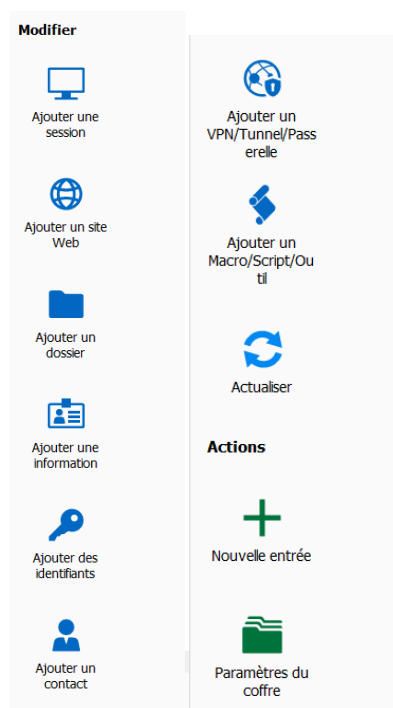 Modifier
Ajouter une
session
Ajouter un site
Web
Ajouter un
dossier
Ajouter une
information
Ajouter des
identifiants
Ajouter un
contact
Ajouter un
VPN/Tunnel/Pass
erelle
Ajouter un
Macro/Script/Ou
til
Actualiser
Actions
Nouvelle entrée
Paramètres du
coffre